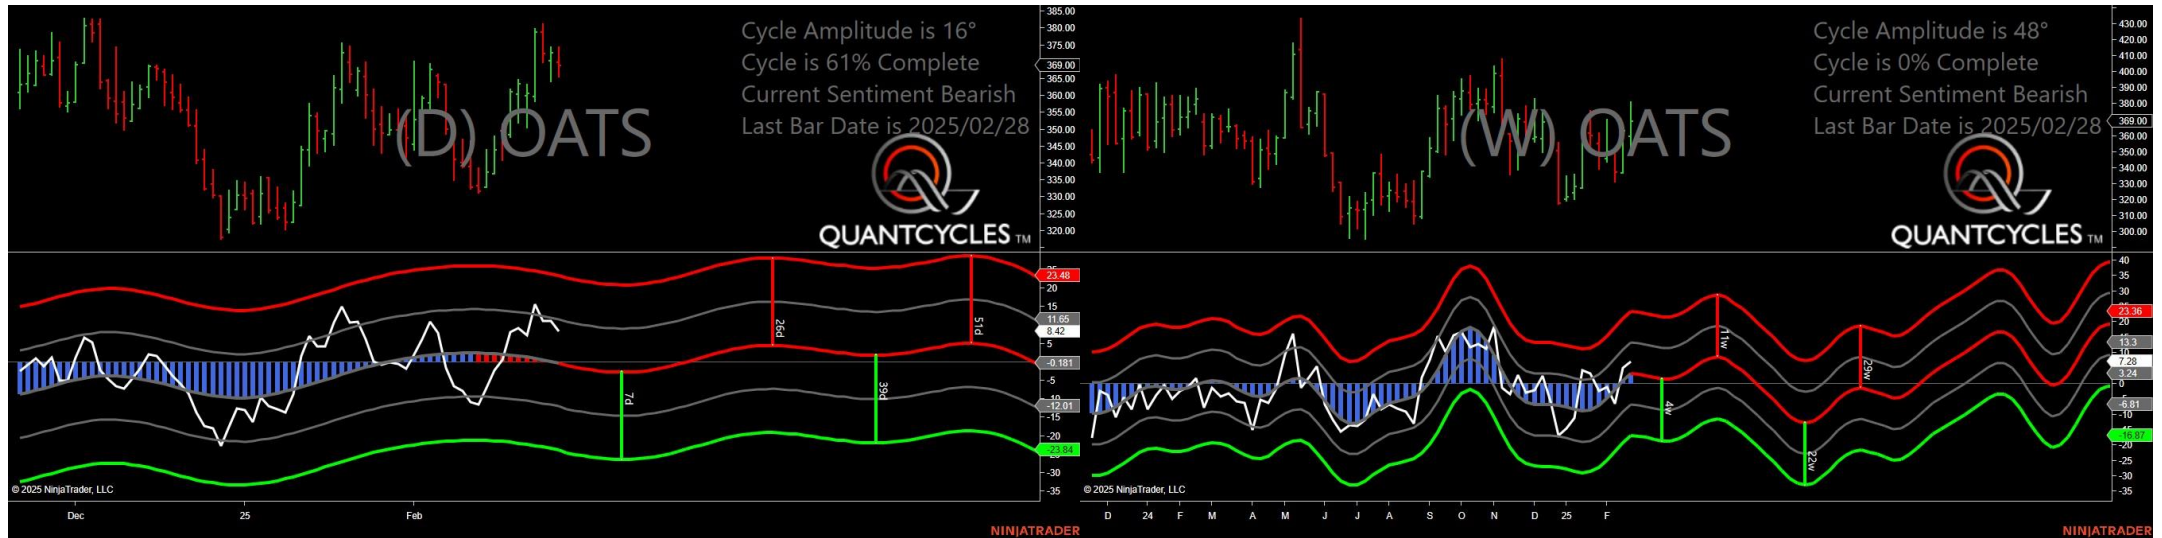 Cycle Amplitude is 16°
Cycle is 61% Complete
Current Sentiment Bearish
Last Bar Date is 2025/02/28
(D) OATS
QUANTCYCLES TM
385.00
375.00
369.00
365.00
360.00
355.00
350.00
345.00
340.00
335.00
330.00
325.00
320.00
23.48
20
15
11.65
8.42
5
-0.181
-5
-12.01
-15
-20
-23.84
-30
-35
26d
51d
7d
39d
© 2025 NinjaTrader, LLC
Dec
25
Feb
NINJATRADER
Cycle Amplitude is 48°
Cycle is 0% Complete
Current Sentiment Bearish
Last Bar Date is 2025/02/28
(W) OATS
QUANTCYCLES TM
430.00
420.00
410.00
400.00
390.00
380.00
369.00
360.00
350.00
340.00
330.00
320.00
310.00
300.00
40
35
30
23.36
20
13.3
7.28
3.24
0
-6.81
-10
-16.87
-20
-25
-30
-35
11w
29w
4w
22w
© 2025 NinjaTrader, LLC
D 24 F M A M J J A S O N D 25 F
NINJATRADER